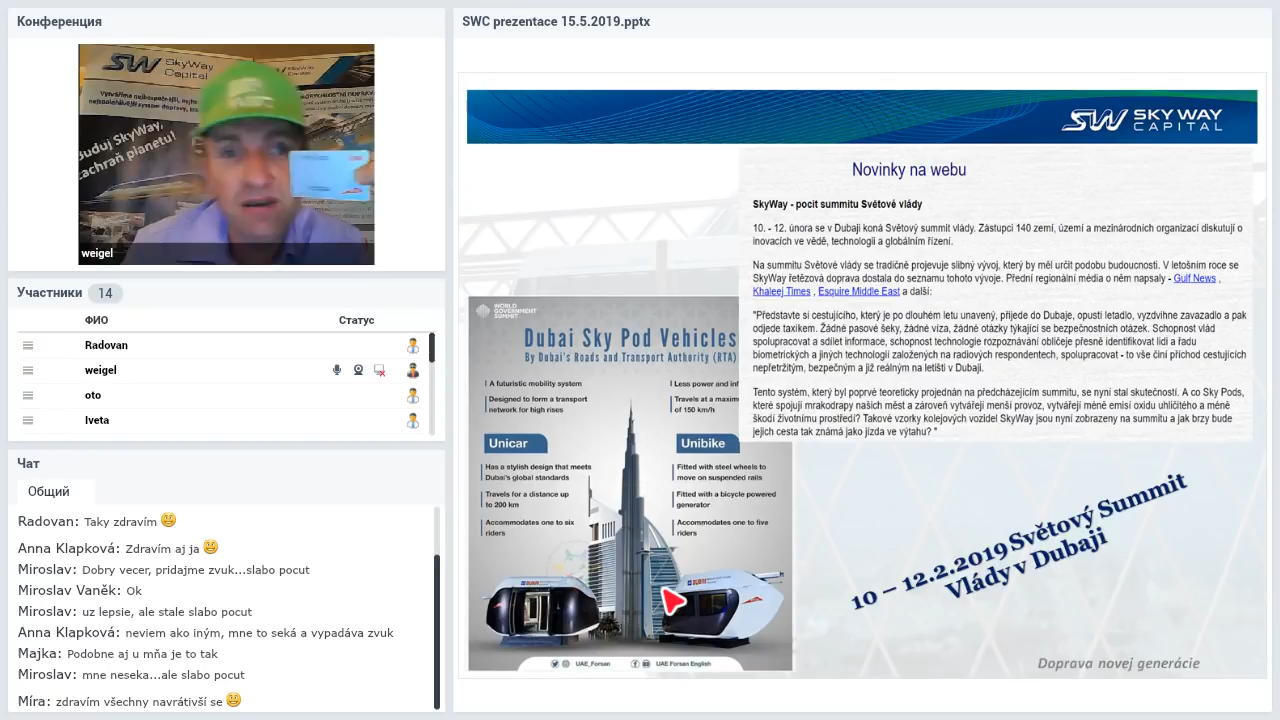 Конференция
SKYWAY
CAPITAL
Buduj SkyWay,
zachraň planetu!
weigel
Участники 14
ФИО Статус
Radovan
weigel
oto
Iveta
Чат
Общий
Radovan: Taky zdravím
Anna Klapková: Zdravím aj ja
Miroslav: Dobry vecer, pridajme zvuk...slabo pocut
Miroslav Vaněk: Ok
Miroslav: uz lepsie, ale stale slabo pocut
Anna Klapková: neviem ako iným, mne to seká a vypadáva zvuk
Majka: Podobne aj u mňa je to tak
Miroslav: mne neseka...ale slabo pocut
Míra: zdravím všechny navrátivší se
SWC prezentace 15.5.2019.pptx
SW SKY WAY
CAPITAL
Novinky na webu
SkyWay - pocit summitu Světové vlády
10. - 12. února se v Dubaji koná Světový summit vlády. Zástupci 140 zemí, území a mezinárodních organizací diskutují o
inovacích ve vědě, technologii a globálním řízení.
Na summitu Světové vlády se tradičně projevuje slibný vývoj, který by měl určit podobu budoucnosti. V letošním roce se
SkyWay řetězová doprava dostala do seznamu tohoto vývoje. Přední regionální média o něm napsaly - Gulf News ,
Khaleej Times , Esquire Middle East a další:
"Představte si cestujícího, který je po dlouhém letu unavený, přijede do Dubaje, opustí letadlo, vyzdvihne zavazadlo a pak
odjede taxikem. Žádné pasové šeky, žádné víza, žádné otázky týkající se bezpečnostních otázek. Schopnost vlád
spolupracovat a sdílet informace, schopnost technologie rozpoznávání obličeje přesně identifikovat lidi a řadu
biometrických a jiných technologií založených na radiových respondentech, spolupracovat - to vše činí příchod cestujících
nepřetržitým, bezpečným a již reálným na letišti v Dubaji.
Tento systém, který byl poprvé teoreticky projednán na předcházejícím summitu, se nyní stal skutečností. A co Sky Pods,
které spojují mrakodrapy našich měst a zároveň vytvářejí menší provoz, vytvářejí méně emisí oxidu uhličitého a méně
škodí životnímu prostředí? Takové vzorky kolejových vozidel SkyWay jsou nyní zobrazeny na summitu a jak brzy bude
jejich cesta tak známá jako jízda ve výtahu? "
WORLD
GOVERNMENT
SUMMIT
Dubai Sky Pod Vehicles
By Dubai's Roads and Transport Authority (RTA)
A futuristic mobility system
Designed to form a transport
network for high rises
Less power and
Travels at a
of 150 km/h
Unicar
Has a stylish design that meets
Dubai's global standards
Travels for a distance up
to 200 km
Accommodates one to six
riders
Unibike
Fitted with steel wheels to
move on suspended rails
Fitted with a bicycle powered
generator
Accommodates one to five
riders
UAE_Forsan UAE Forsan English
10 – 12.2.2019 Světový Summit
Vlády v Dubaji
Doprava novej generácie